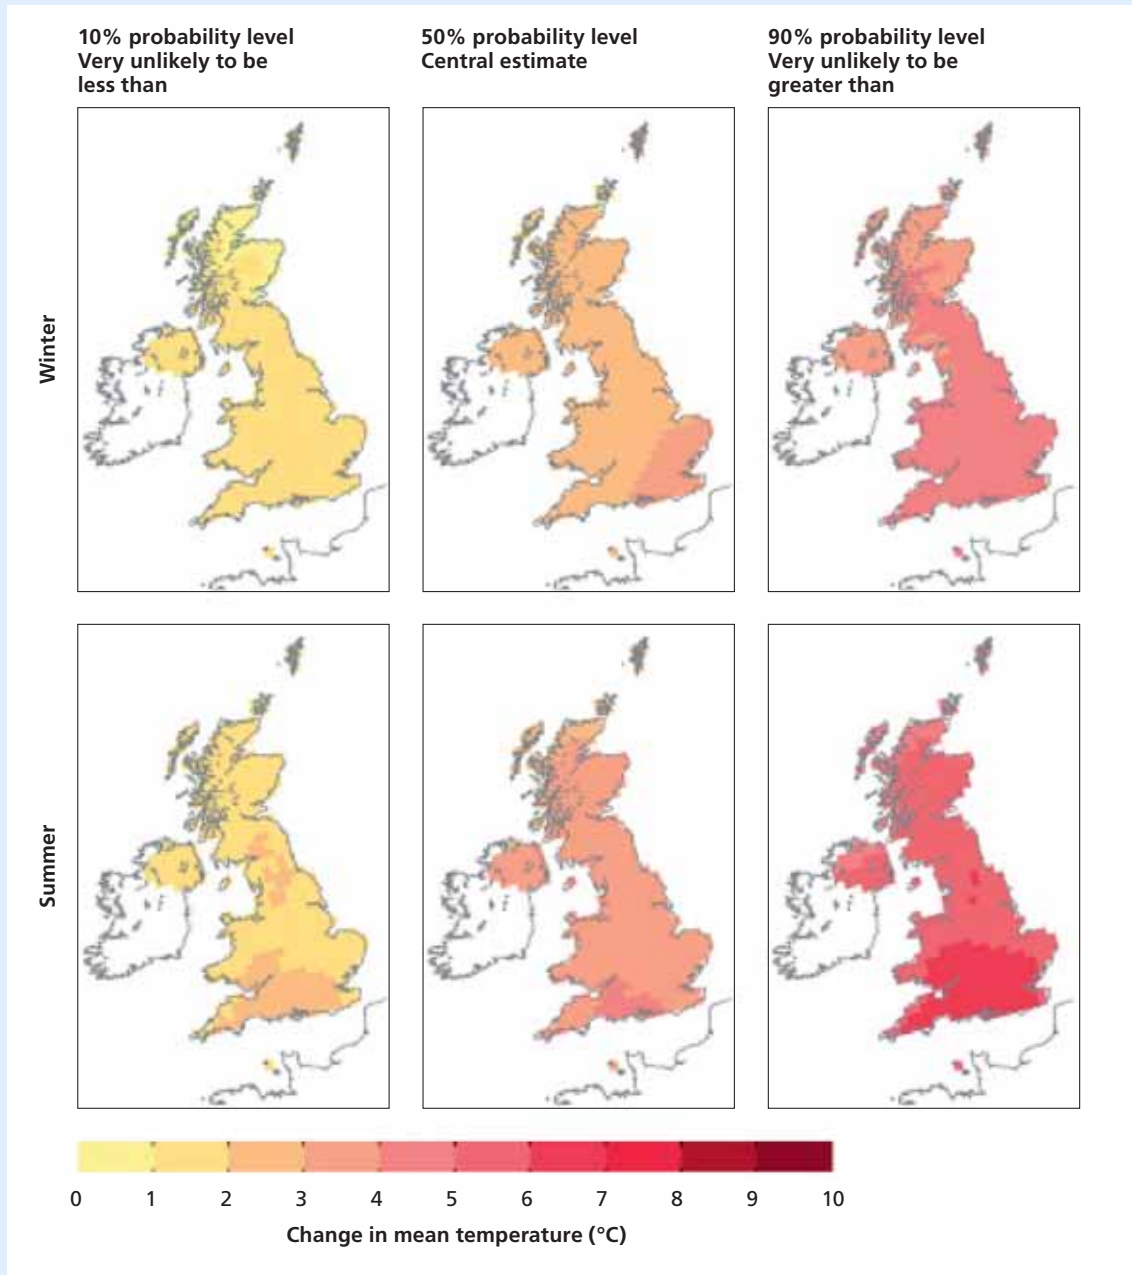 10% probability level
Very unlikely to be
less than
50% probability level
Central estimate
90% probability level
Very unlikely to be
greater than
Winter
Summer
0 1 2 3 4 5 6 7 8 9 10
Change in mean temperature (°C)